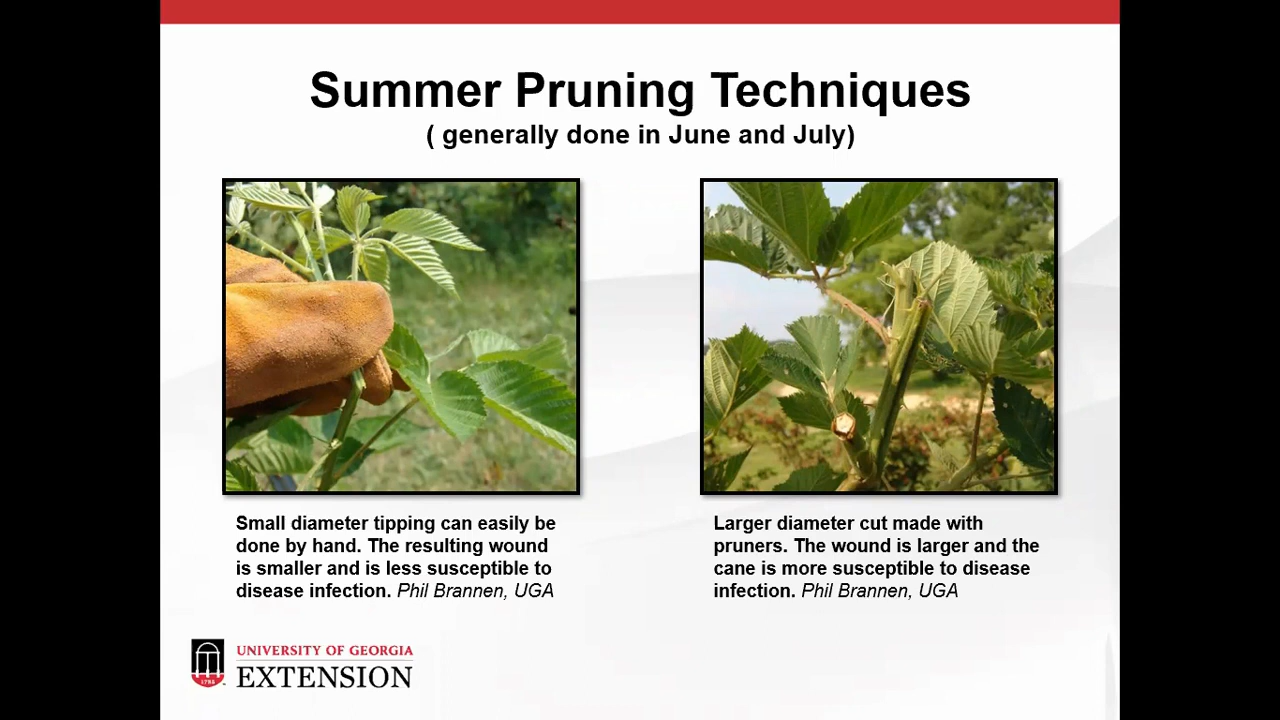 Summer Pruning Techniques
( generally done in June and July)
Small diameter tipping can easily be
done by hand. The resulting wound
is smaller and is less susceptible to
disease infection. Phil Brannen, UGA
Larger diameter cut made with
pruners. The wound is larger and the
cane is more susceptible to disease
infection. Phil Brannen, UGA
1785
UNIVERSITY OF GEORGIA
EXTENSION